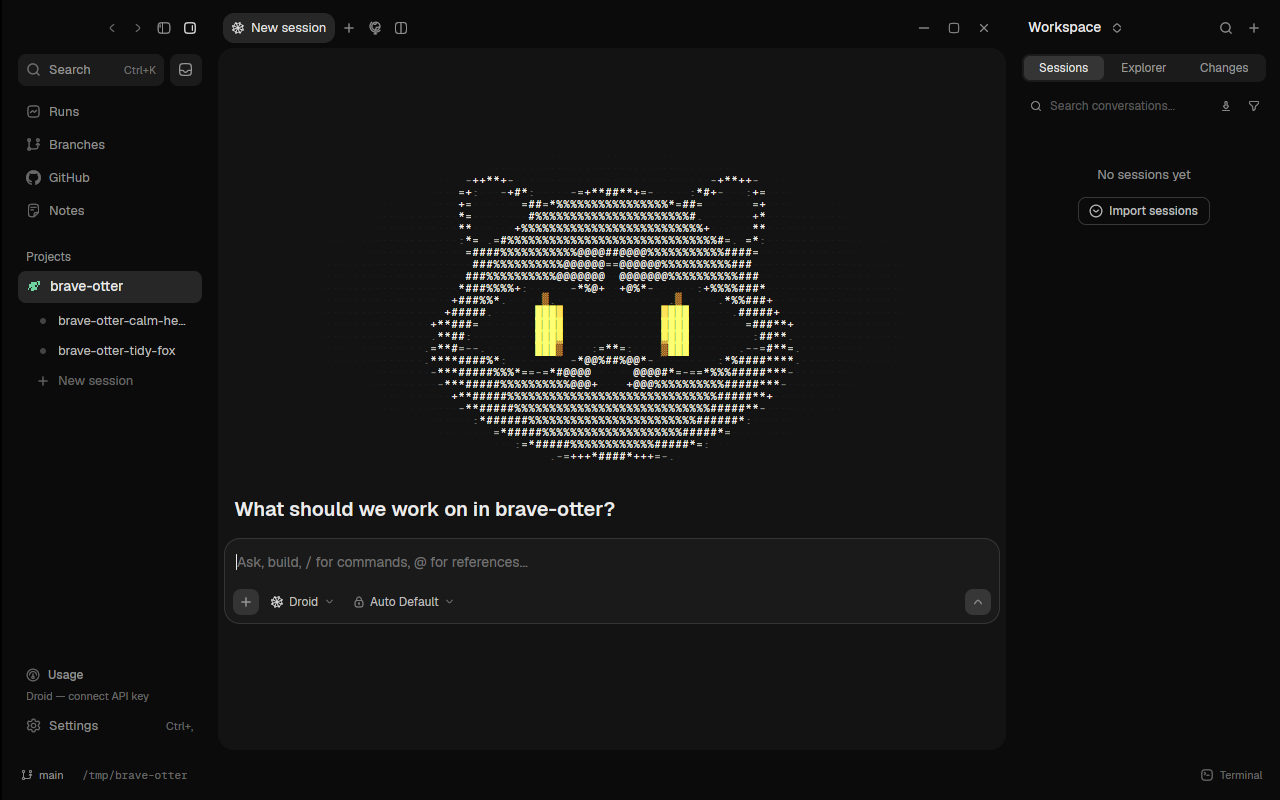 New session
Workspace
Search Ctrl+K
Sessions Explorer Changes
Search conversations...
Runs
Branches
GitHub
Notes
No sessions yet
Import sessions
Projects
brave-otter
brave-otter-calm-he...
brave-otter-tidy-fox
New session
What should we work on in brave-otter?
Ask, build, / for commands, @ for references...
Droid Auto Default
Usage
Droid — connect API key
Settings Ctrl+,
main /tmp/brave-otter
Terminal